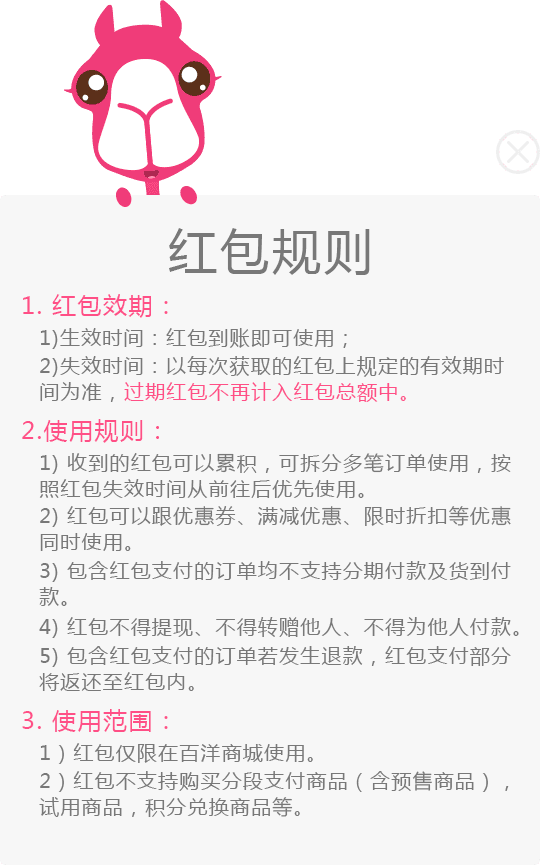 红包规则
1. 红包效期：
1)生效时间：红包到账即可使用；
2)失效时间：以每次获取的红包上规定的有效期时
间为准，过期红包不再计入红包总额中。
2.使用规则：
1) 收到的红包可以累积，可拆分多笔订单使用，按
照红包失效时间从前往后优先使用。
2) 红包可以跟优惠券、满减优惠、限时折扣等优惠
同时使用。
3) 包含红包支付的订单均不支持分期付款及货到付
款。
4) 红包不得提现、不得转赠他人、不得为他人付款。
5) 包含红包支付的订单若发生退款，红包支付部分
将返还至红包内。
3. 使用范围：
1）红包仅限在百洋商城使用。
2）红包不支持购买分段支付商品（含预售商品），
试用商品，积分兑换商品等。